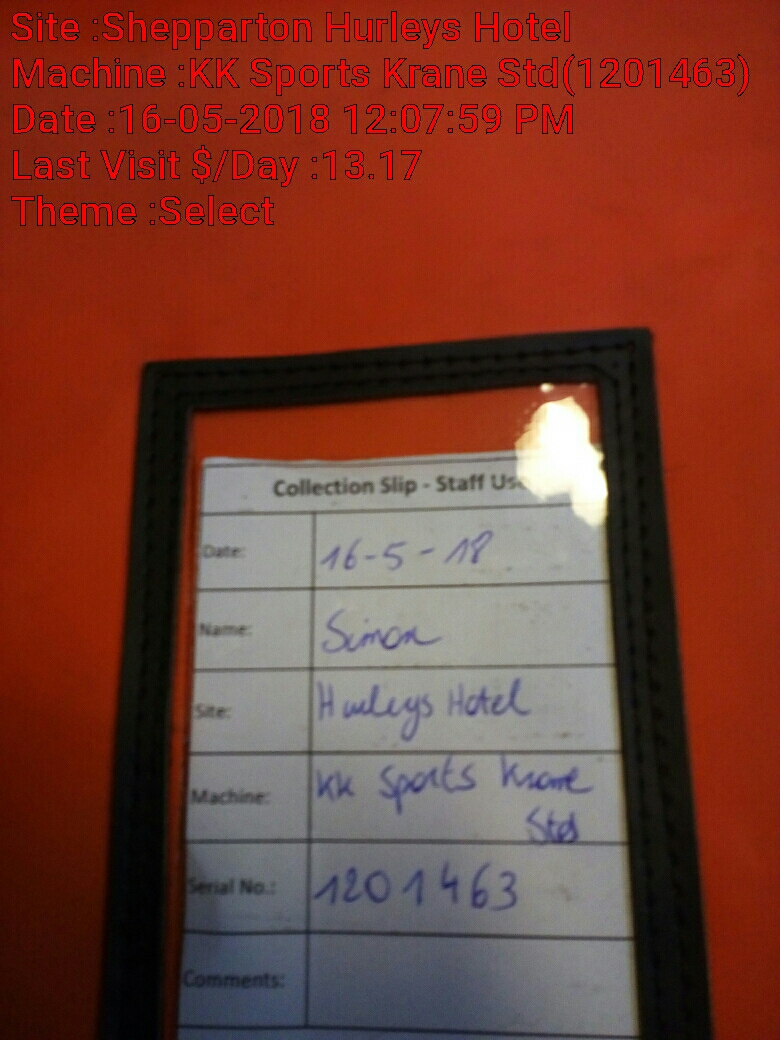 Site :Shepparton Hurleys Hotel
Machine :KK Sports Krane Std(1201463)
Date :16-05-2018 12:07:59 PM
Last Visit $/Day :13.17
Theme :Select
Collection Slip - Staff Use
Date: 16-5-18
Name: Simon
Site: Hurleys Hotel
Machine: KK Sports Krane
Std
Serial No.: 1201463
Comments: